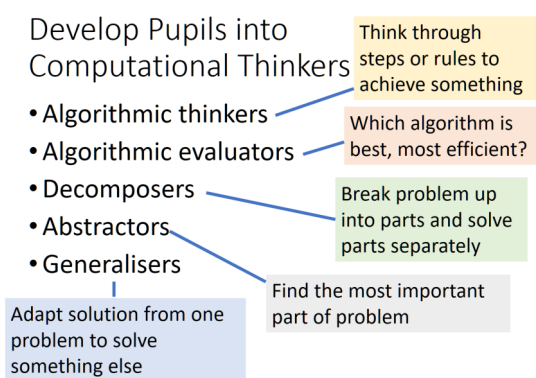 Develop Pupils into
Computational Thinkers
Think through
steps or rules to
achieve something
• Algorithmic thinkers
Which algorithm is
best, most efficient?
• Algorithmic evaluators
• Decomposers
Break problem up
into parts and solve
parts separately
• Abstractors
Find the most important
part of problem
• Generalisers
Adapt solution from one
problem to solve
something else